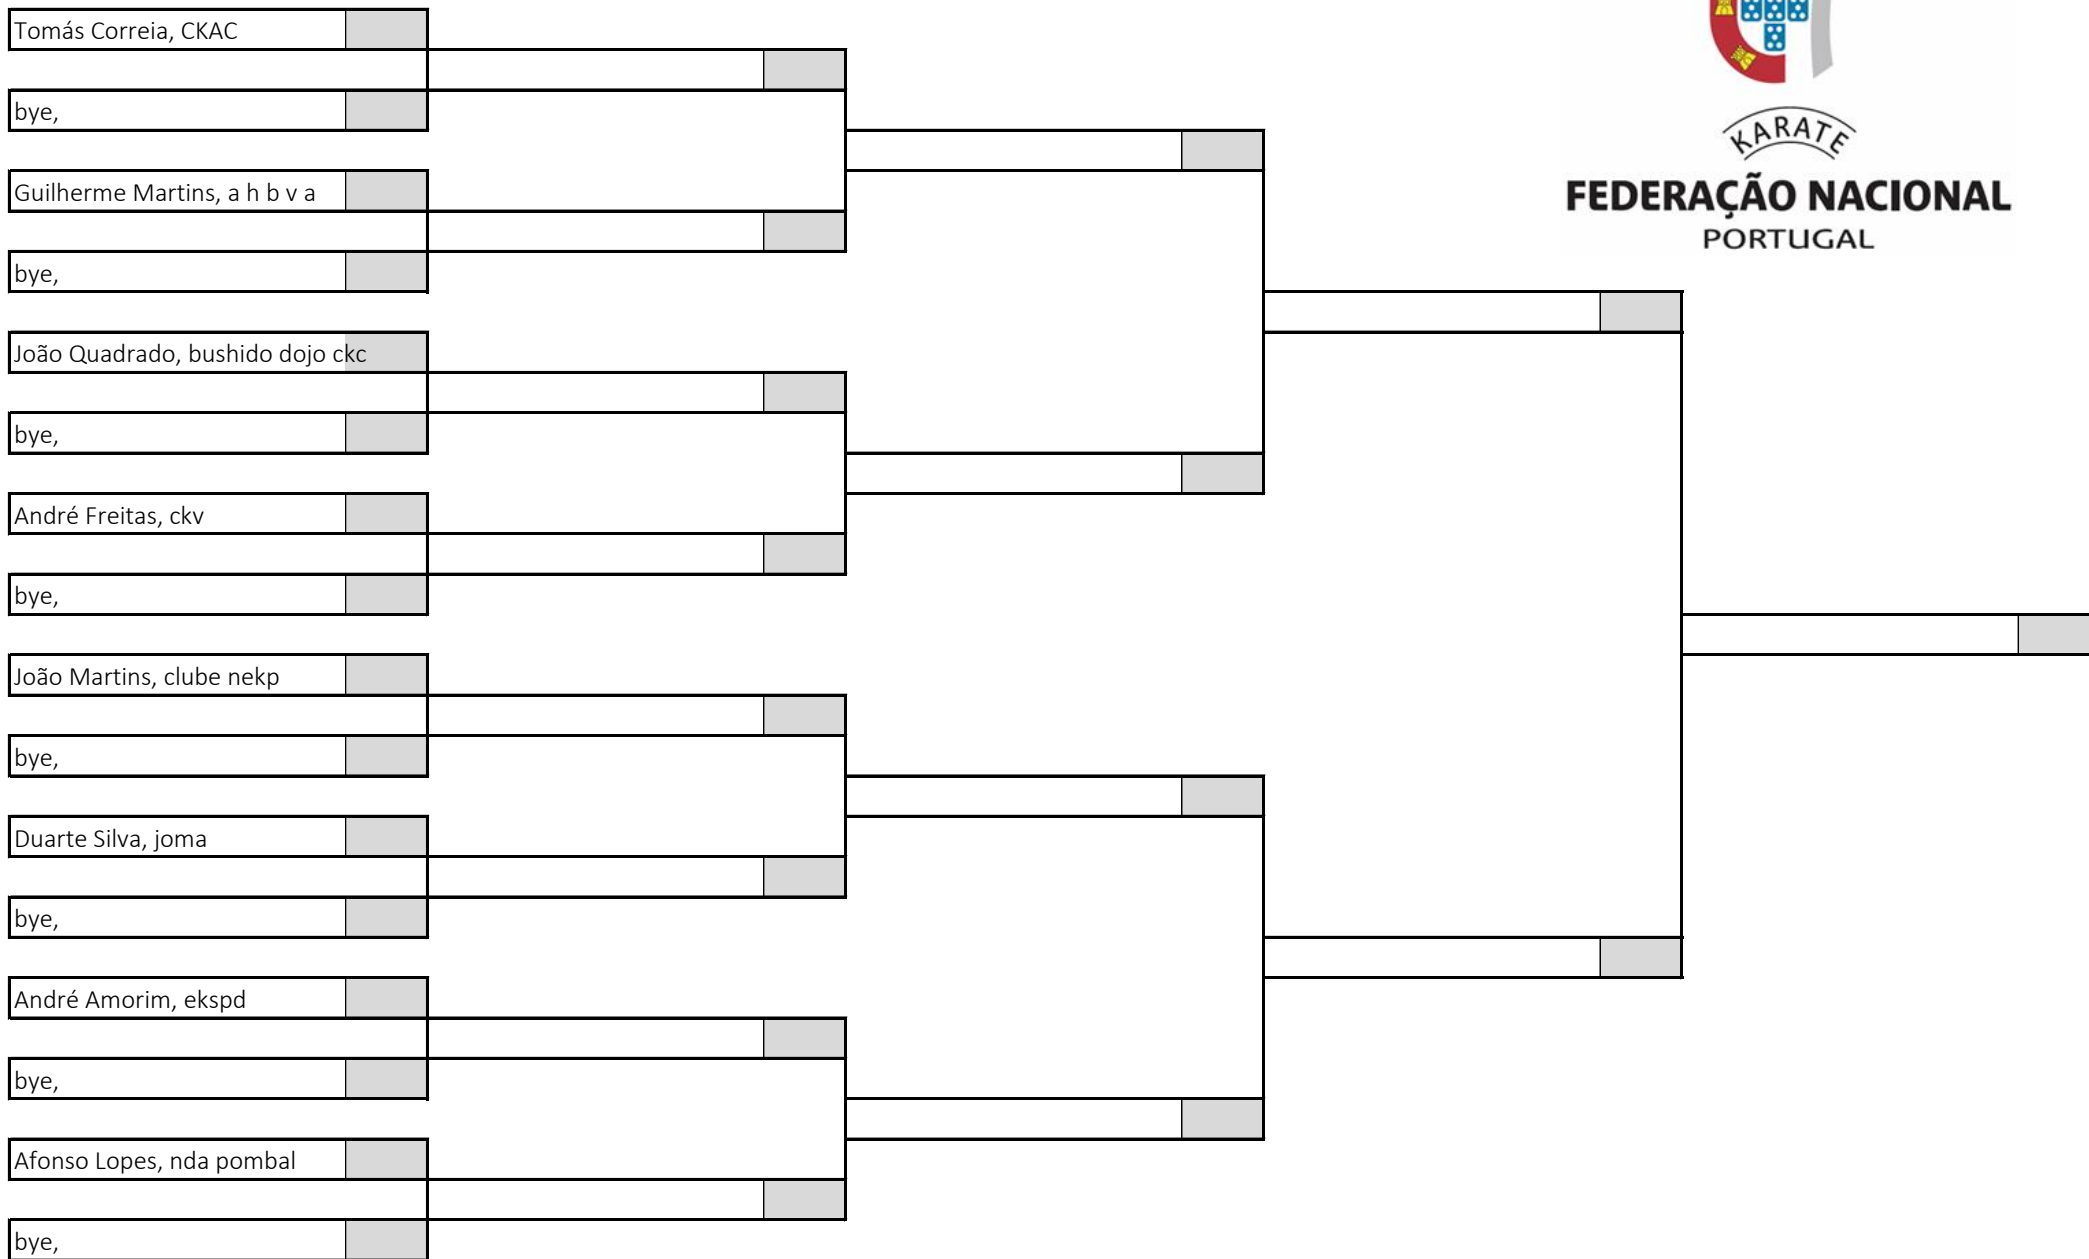 Tomás Correia, CKAC
bye,
Guilherme Martins, a h b v a
bye,
João Quadrado, bushido dojo ckc
bye,
André Freitas, ckv
bye,
João Martins, clube nekp
bye,
Duarte Silva, joma
bye,
André Amorim, ekspd
bye,
Afonso Lopes, nda pombal
bye,
KARATE
FEDERAÇÃO NACIONAL
PORTUGAL